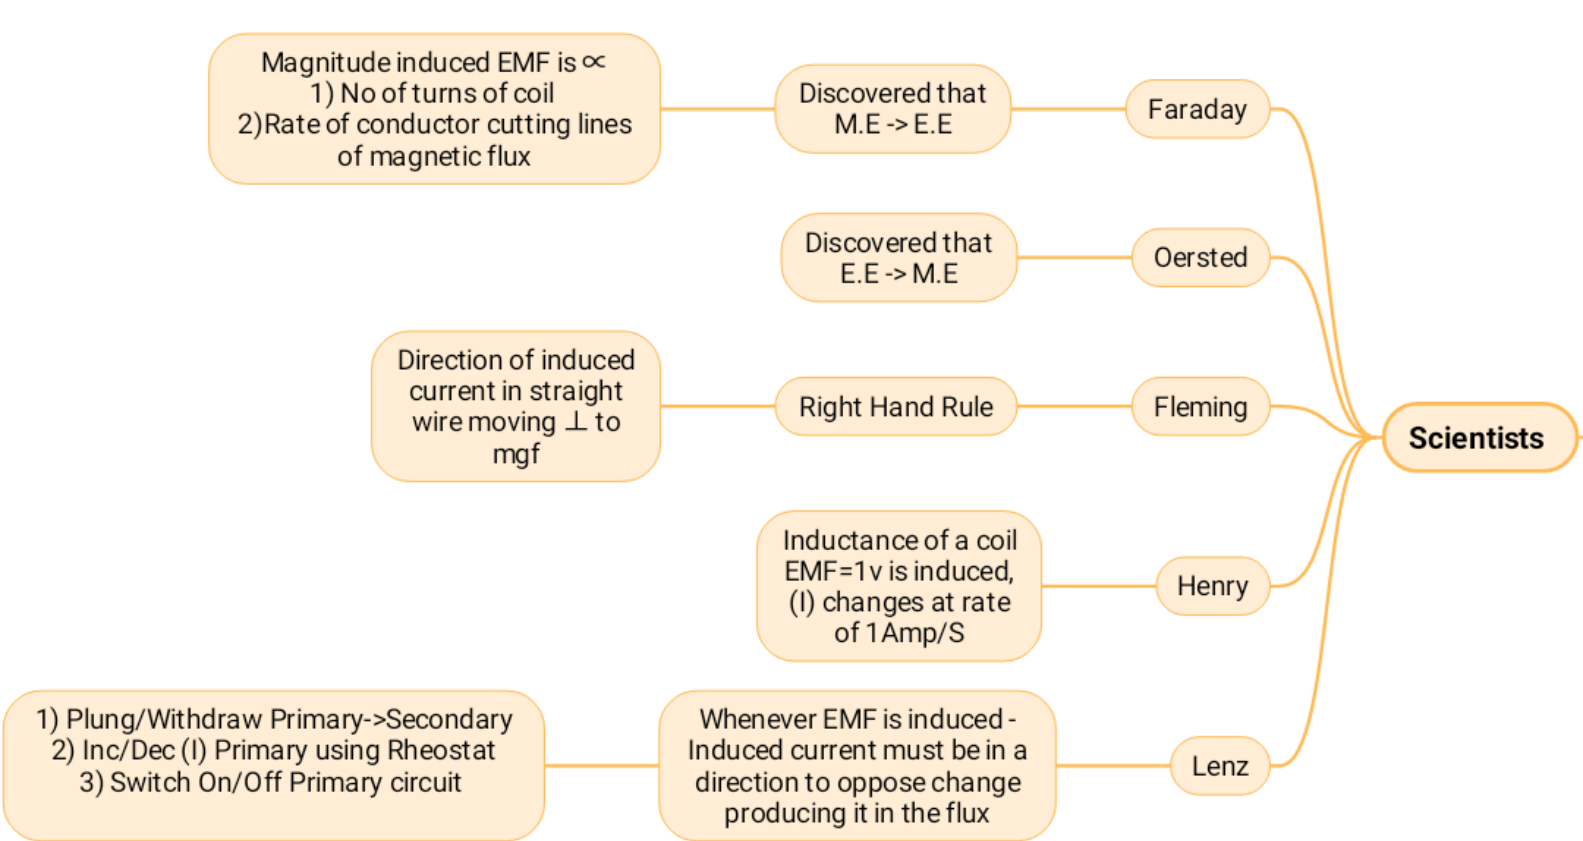 Magnitude induced EMF is ∝
1) No of turns of coil
2)Rate of conductor cutting lines
of magnetic flux
Discovered that
M.E -> E.E
Faraday
Discovered that
E.E -> M.E
Oersted
Direction of induced
current in straight
wire moving ⊥ to
mgf
Right Hand Rule
Fleming
Scientists
Inductance of a coil
EMF=1v is induced,
(I) changes at rate
of 1Amp/S
Henry
1) Plung/Withdraw Primary->Secondary
2) Inc/Dec (I) Primary using Rheostat
3) Switch On/Off Primary circuit
Whenever EMF is induced -
Induced current must be in a
direction to oppose change
producing it in the flux
Lenz